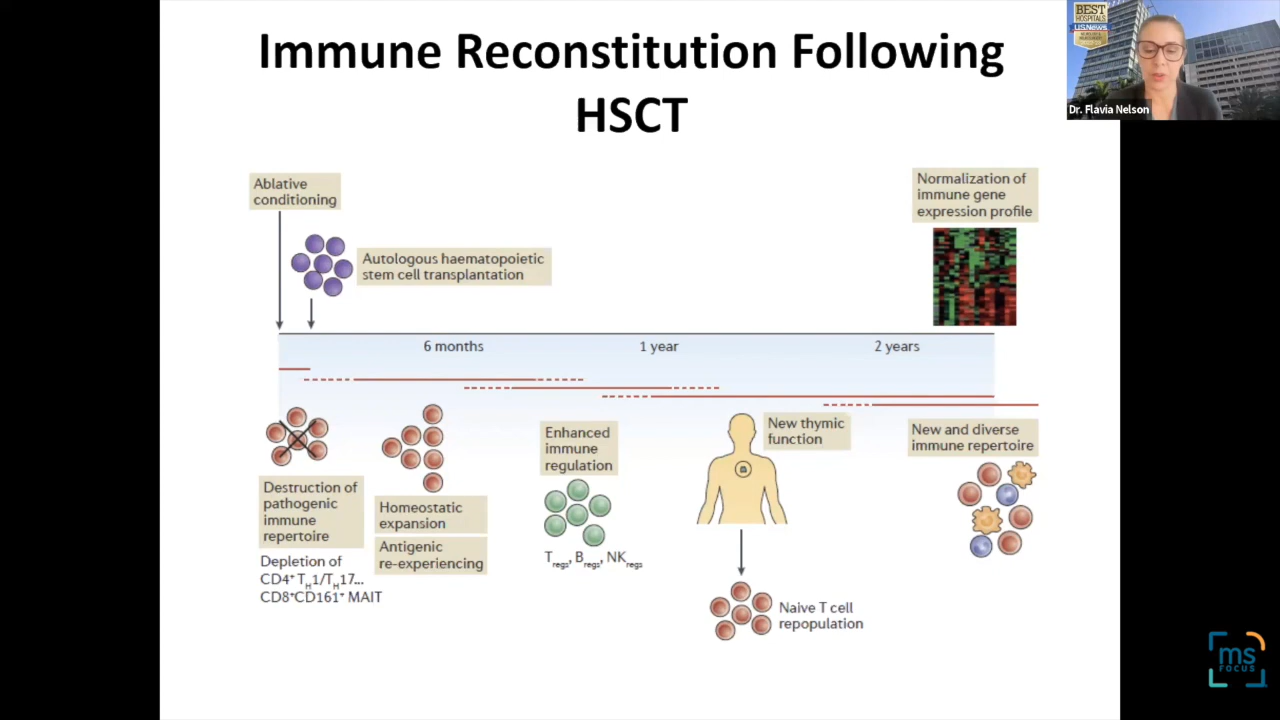 Immune Reconstitution Following
HSCT
BEST
HOSPITALS
U.S.News
Dr. Flavia Nelson
Ablative
conditioning
Autologous haematopoietic
stem cell transplantation
Normalization of
immune gene
expression profile
6 months
1 year
2 years
Destruction of
pathogenic
immune
repertoire
Depletion of
CD4⁺ T_H1/T_H17...
CD8⁺CD161⁺ MAIT
Homeostatic
expansion
Antigenic
re-experiencing
Enhanced
immune
regulation
T_regs, B_regs, NK_regs
New thymic
function
Naive T cell
repopulation
New and diverse
immune repertoire
ms
FOCUS